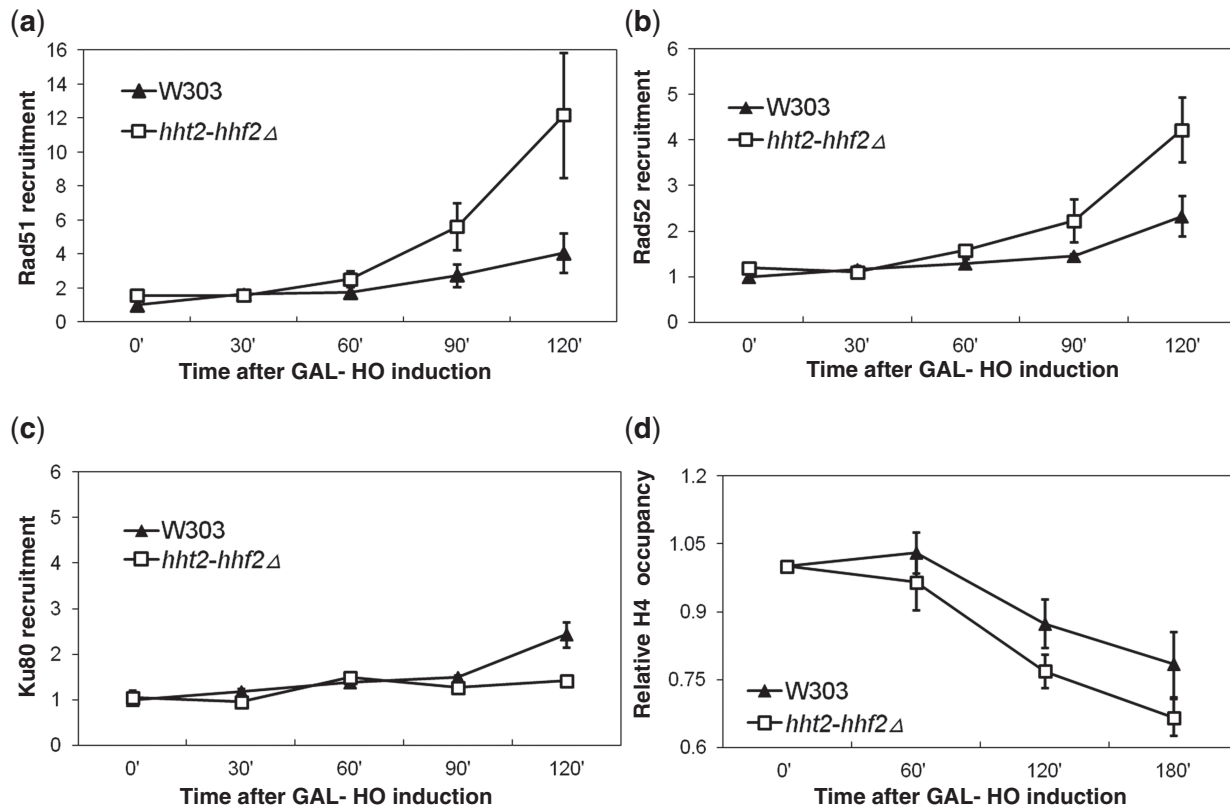 (a)
Rad51 recruitment
16
14
12
10
8
6
4
2
0
W303
hht2-hhf2Δ
0' 30' 60' 90' 120'
Time after GAL- HO induction
(b)
Rad52 recruitment
6
5
4
3
2
1
0
W303
hht2-hhf2Δ
0' 30' 60' 90' 120'
Time after GAL- HO induction
(c)
Ku80 recruitment
6
5
4
3
2
1
0
W303
hht2-hhf2Δ
0' 30' 60' 90' 120'
Time after GAL- HO induction
(d)
Relative H4 occupancy
1.2
1.05
0.9
0.75
0.6
W303
hht2-hhf2Δ
0' 60' 120' 180'
Time after GAL- HO induction